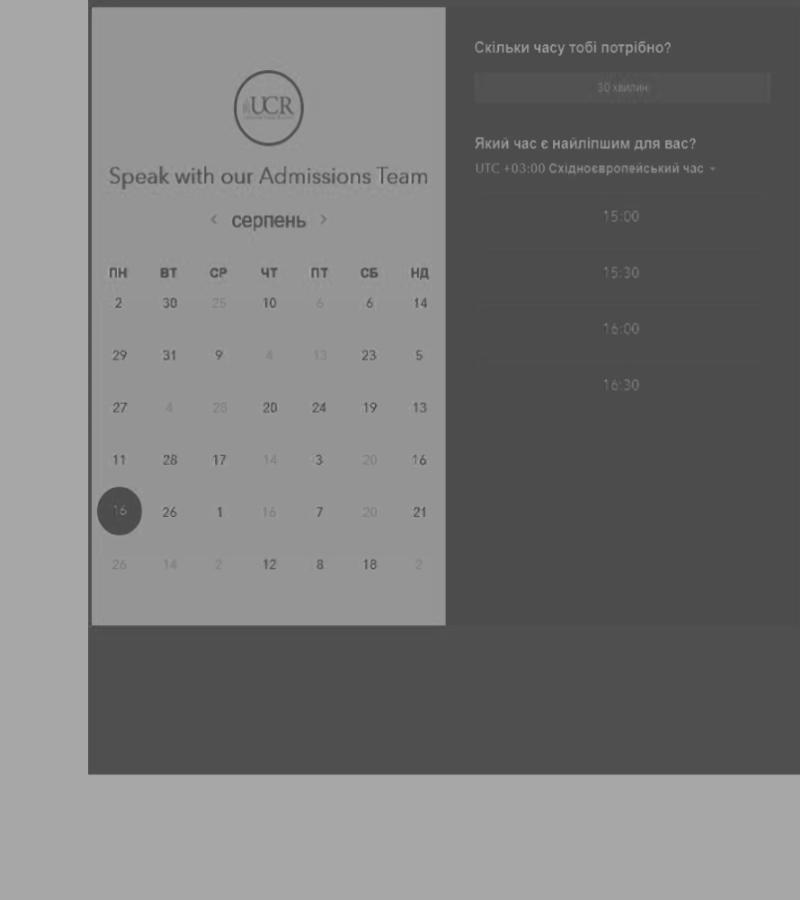 UCR
Speak with our Admissions Team
‹ серпень ›
ПН ВТ СР ЧТ ПТ СБ НД
2 30 25 10 6 6 14
29 31 9 4 13 23 5
27 4 28 20 24 19 13
11 28 17 14 3 20 16
16 26 1 16 7 20 21
26 14 2 12 8 18 2
Скільки часу тобі потрібно?
30 хвилин
Який час є найліпшим для вас?
UTC +03:00 Східноєвропейський час
15:00
15:30
16:00
16:30